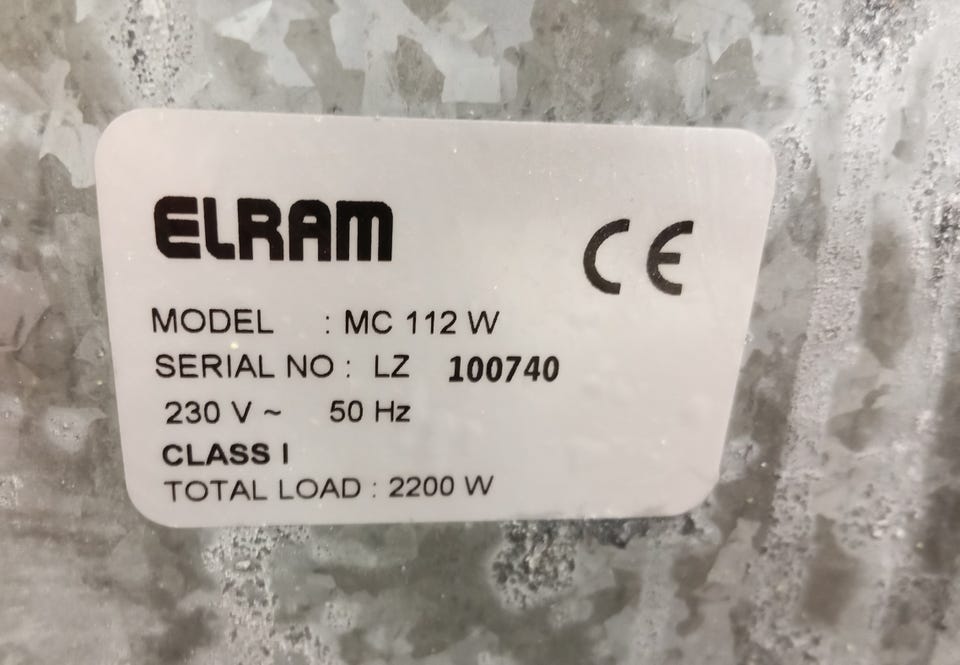 ELRAM
CE
MODEL : MC 112 W
SERIAL NO : LZ 100740
230 V ~ 50 Hz
CLASS I
TOTAL LOAD : 2200 W